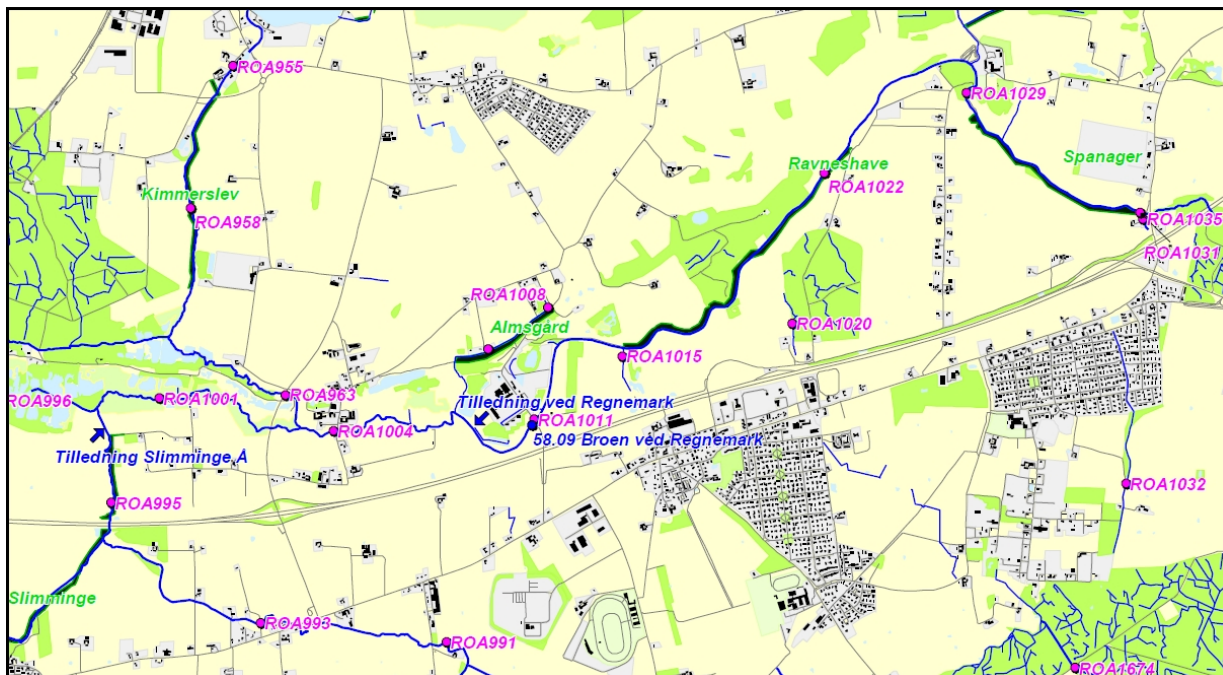 ROA955
ROA1029
Spanager
Ravneshave
ROA1022
Kimmerslev
ROA958
ROA1035
ROA1031
ROA1008
Almsgård
ROA1020
ROA1015
ROA963
ROA996
ROA1001
Tilledning ved Regnemark
ROA1011
ROA1004
58.09 Broen ved Regnemark
Tilledning Slimminge Å
ROA995
ROA1032
Slimminge
ROA993
ROA991
ROA1674